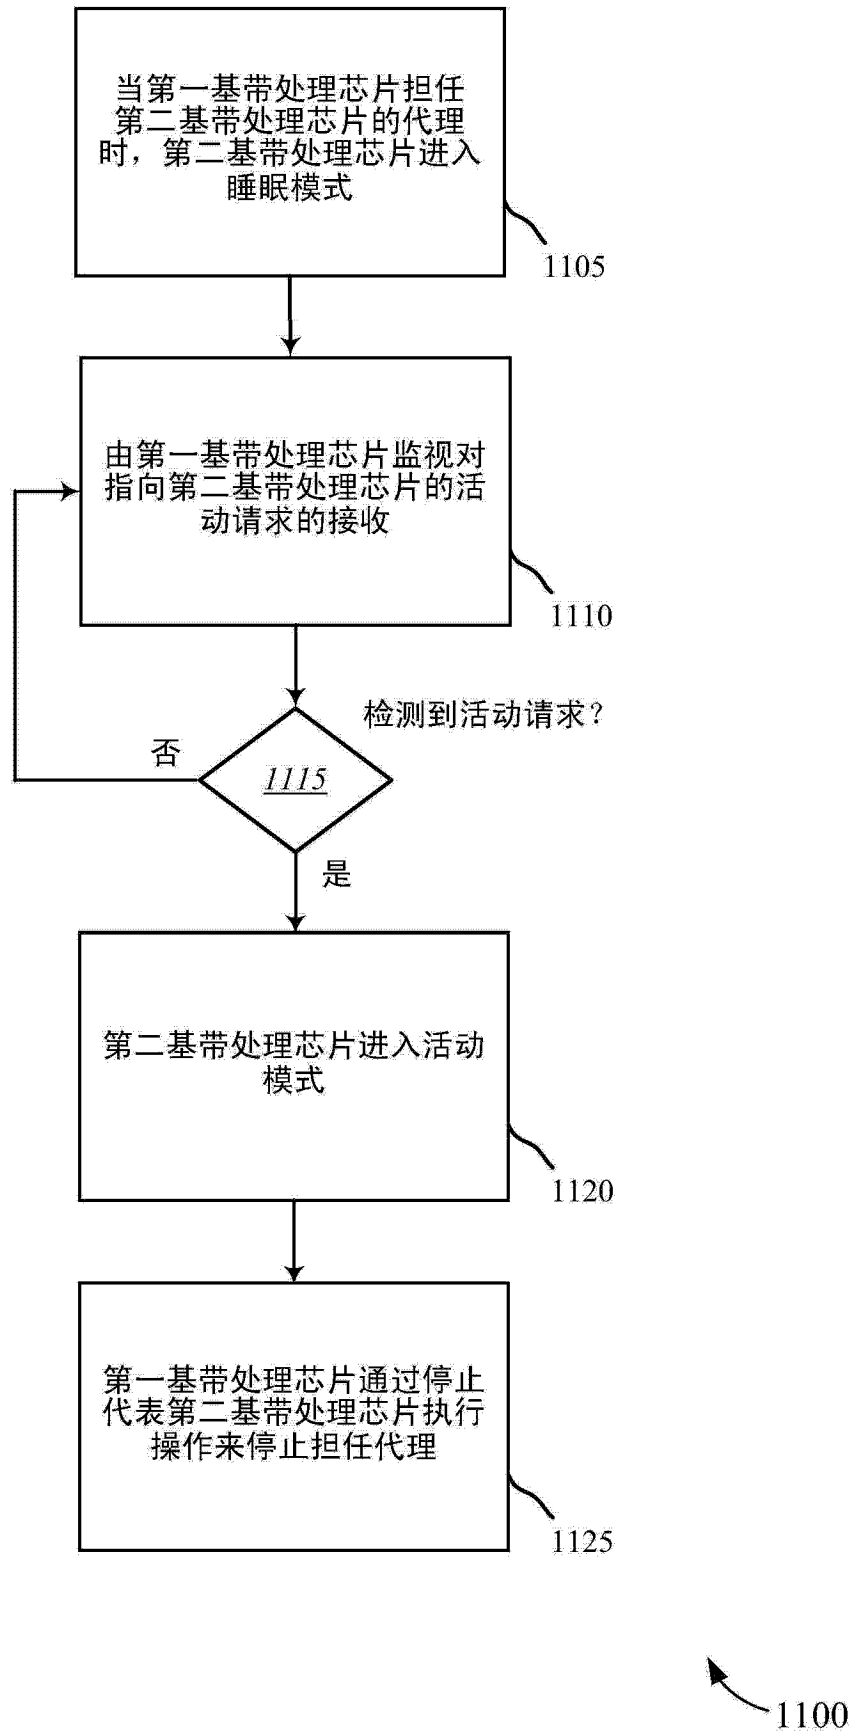 当第一基带处理芯片担任
第二基带处理芯片的代理
时，第二基带处理芯片进入
睡眠模式
1105
由第一基带处理芯片监视对
指向第二基带处理芯片的活
动请求的接收
1110
检测到活动请求？
否
1115
是
第二基带处理芯片进入活动
模式
1120
第一基带处理芯片通过停止
代表第二基带处理芯片执行
操作来停止担任代理
1125
1100